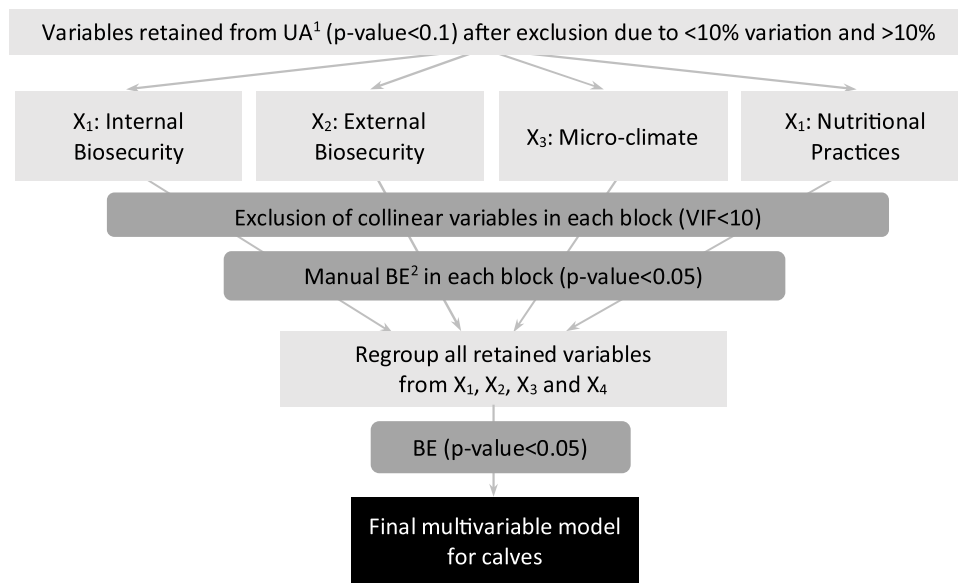 Variables retained from UA¹ (p-value<0.1) after exclusion due to <10% variation and >10%
X₁: Internal
Biosecurity
X₂: External
Biosecurity
X₃: Micro-climate
X₁: Nutritional
Practices
Exclusion of collinear variables in each block (VIF<10)
Manual BE² in each block (p-value<0.05)
Regroup all retained variables
from X₁, X₂, X₃ and X₄
BE (p-value<0.05)
Final multivariable model
for calves